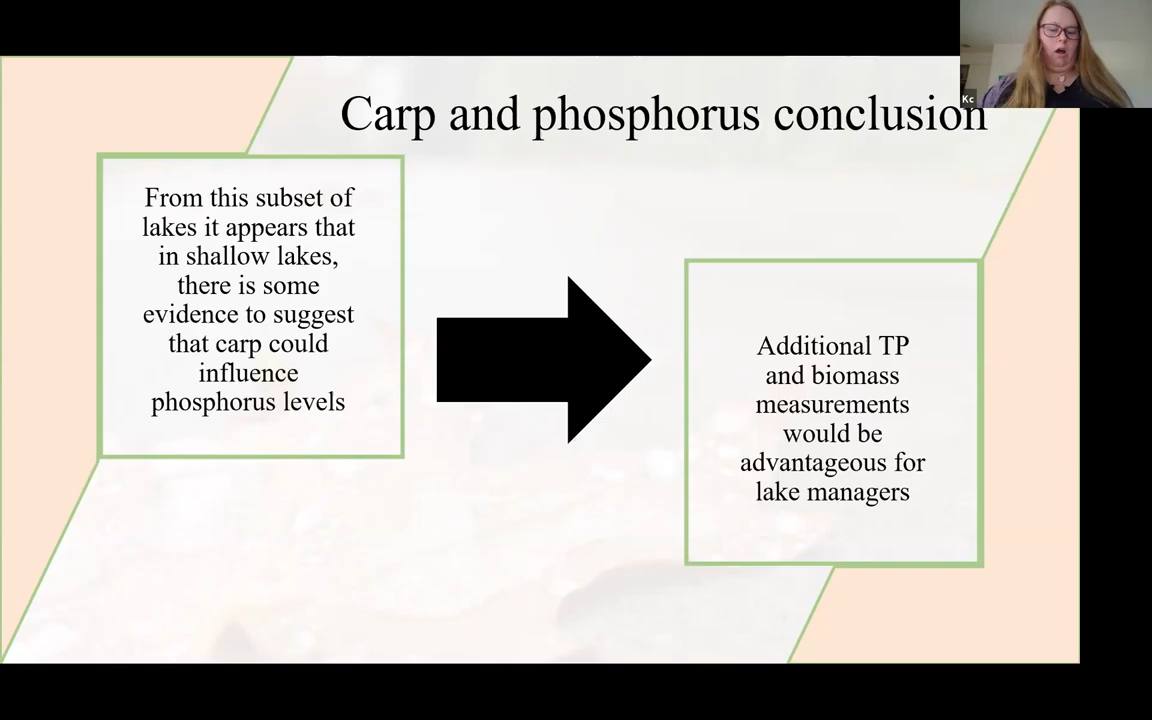 Kc
Carp and phosphorus conclusion
From this subset of
lakes it appears that
in shallow lakes,
there is some
evidence to suggest
that carp could
influence
phosphorus levels
Additional TP
and biomass
measurements
would be
advantageous for
lake managers